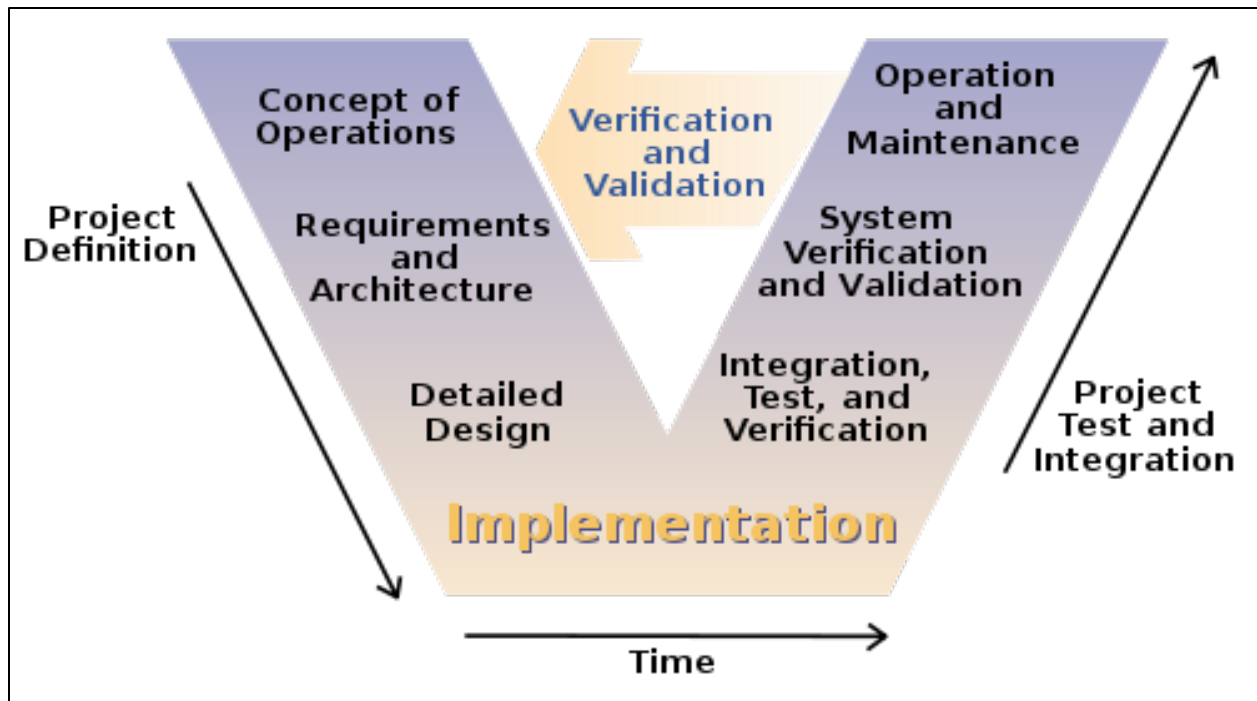 Concept of
Operations
Requirements
and
Architecture
Detailed
Design
Project
Definition
Implementation
Verification
and
Validation
Operation
and
Maintenance
System
Verification
and Validation
Integration,
Test, and
Verification
Project
Test and
Integration
Time